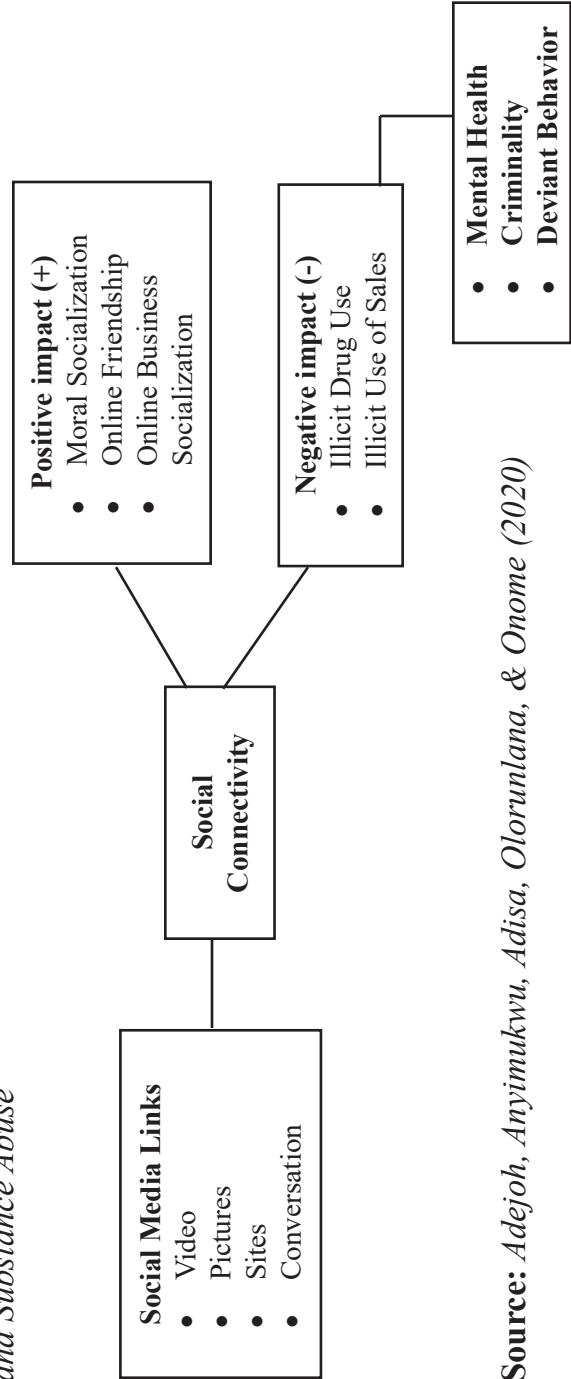 and Substance Abuse
Social Media Links
• Video
• Pictures
• Sites
• Conversation
Social
Connectivity
Positive impact (+)
• Moral Socialization
• Online Friendship
• Online Business
Socialization
Negative impact (-)
• Illicit Drug Use
• Illicit Use of Sales
• Mental Health
• Criminality
• Deviant Behavior
Source: Adejoh, Anyimukwu, Adisa, Olorunlana, & Onome (2020)